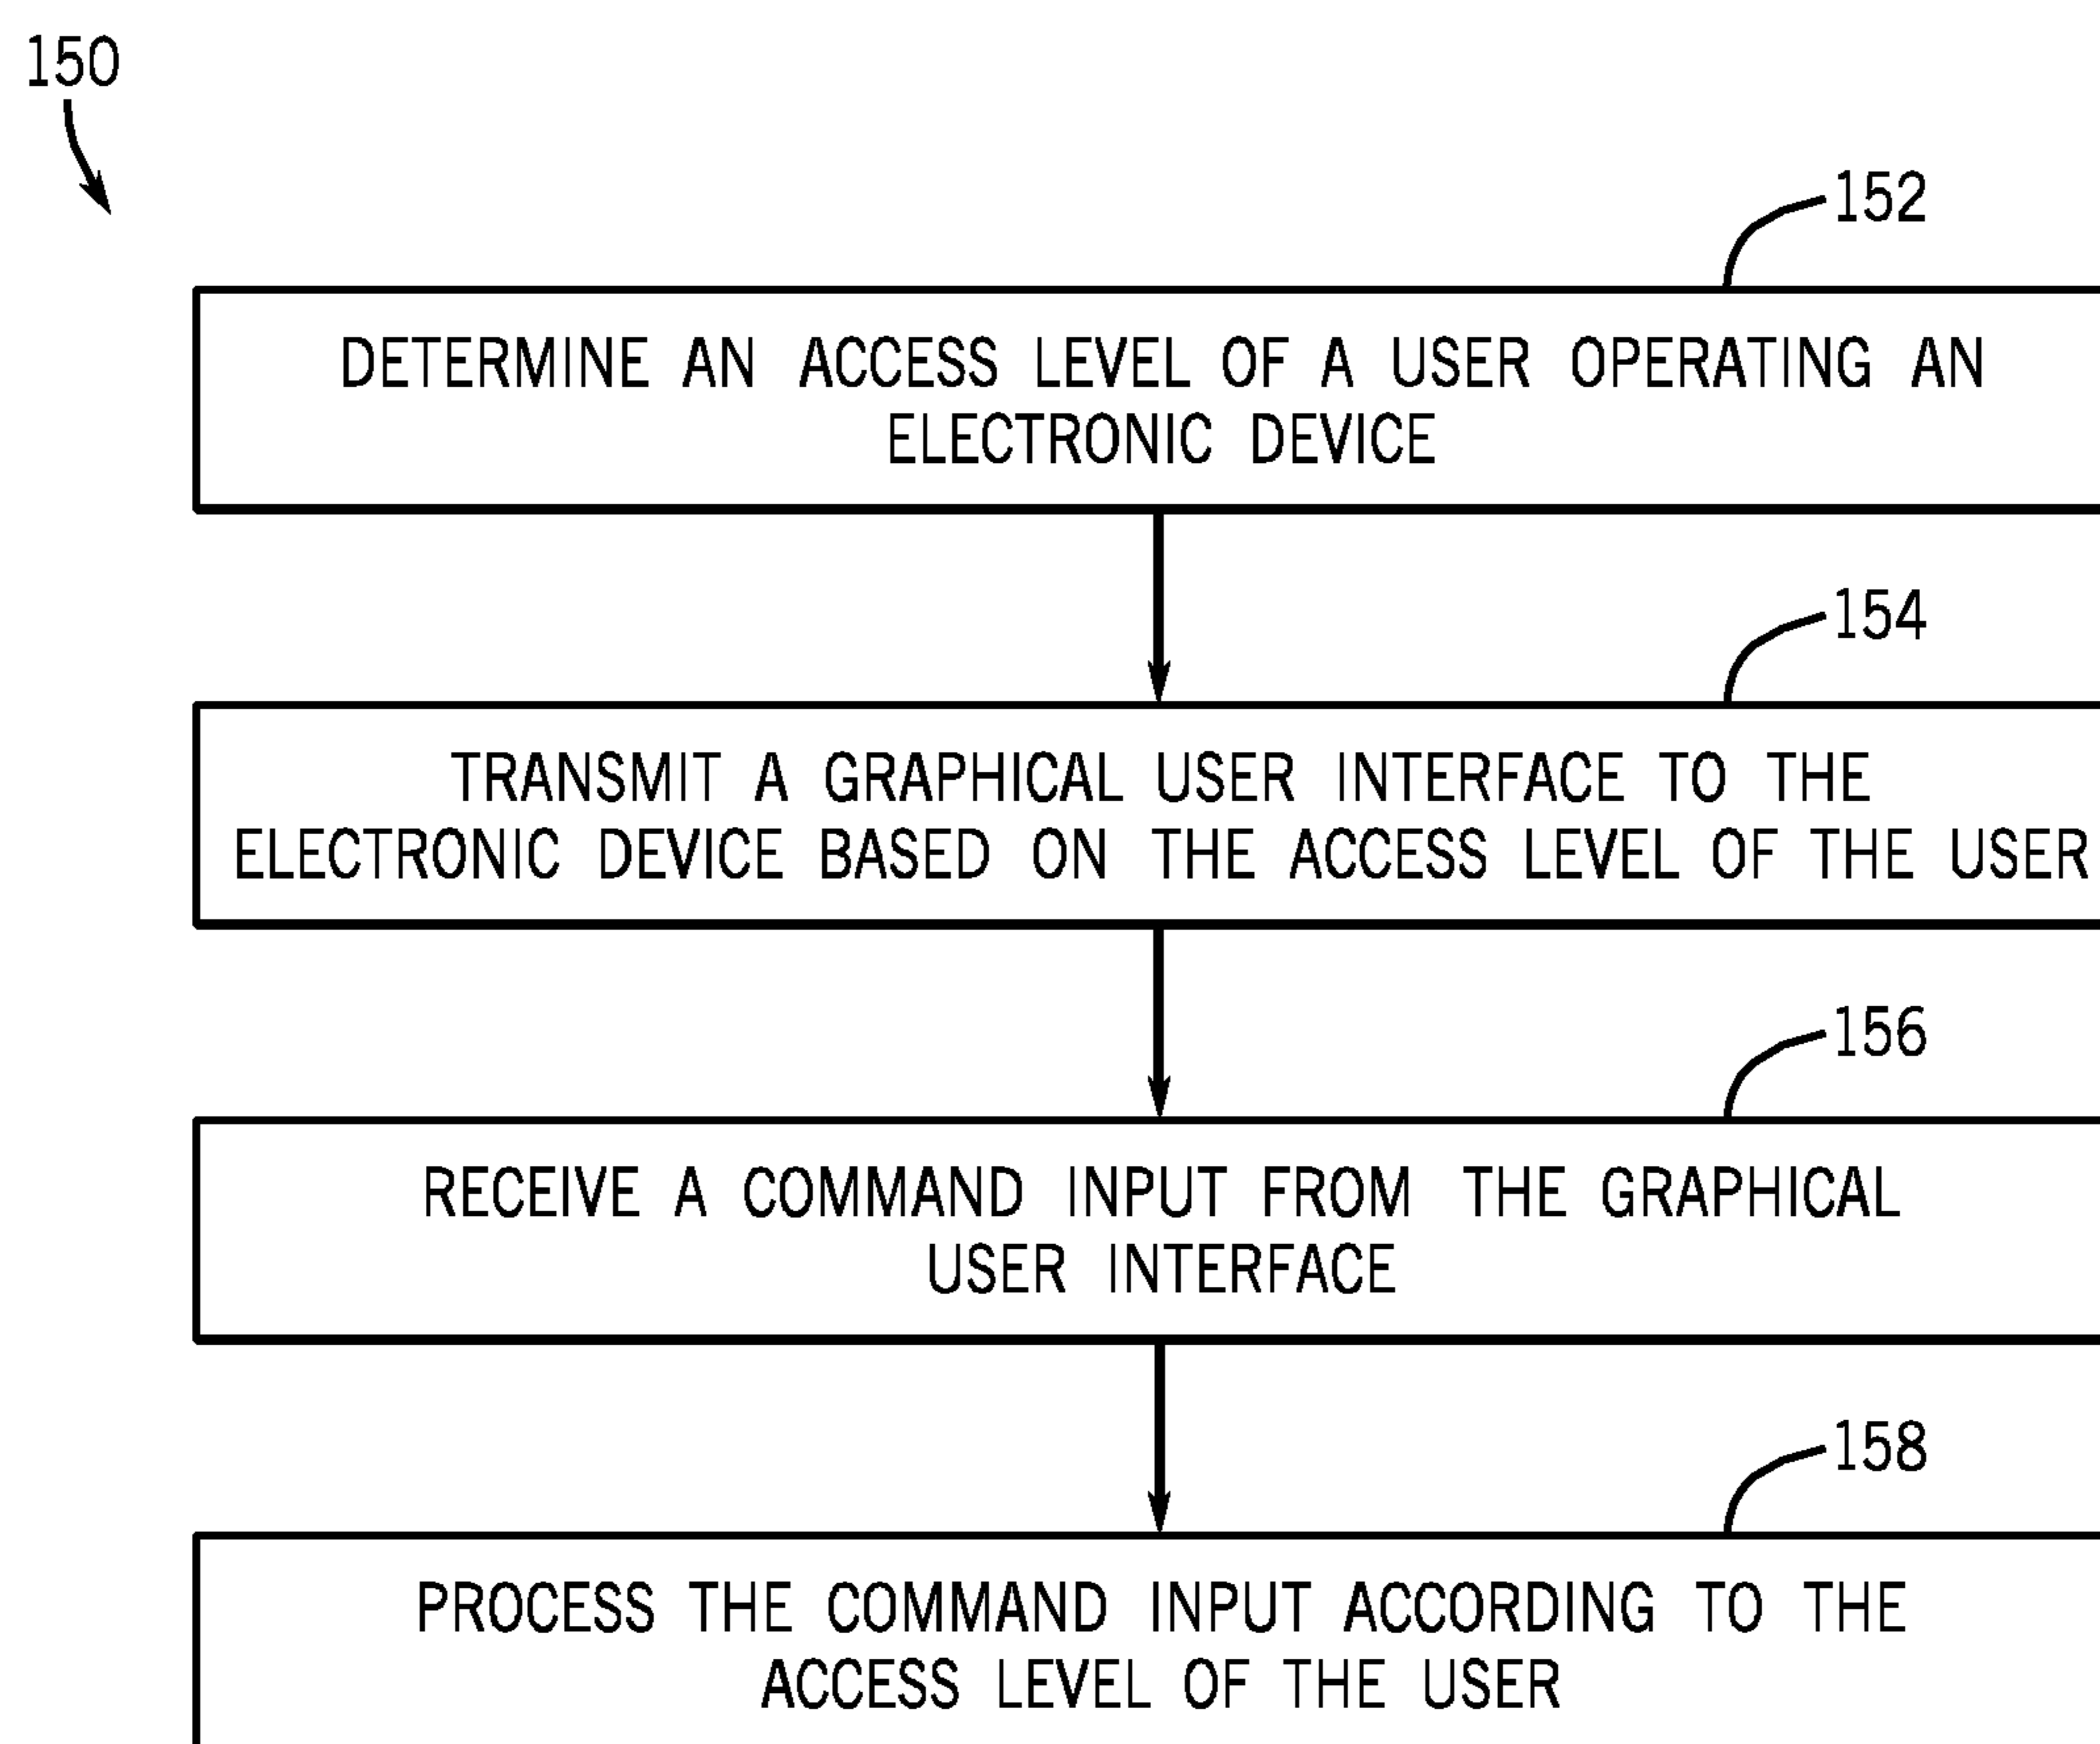 150
152
DETERMINE AN ACCESS LEVEL OF A USER OPERATING AN
ELECTRONIC DEVICE
154
TRANSMIT A GRAPHICAL USER INTERFACE TO THE
ELECTRONIC DEVICE BASED ON THE ACCESS LEVEL OF THE USER
156
RECEIVE A COMMAND INPUT FROM THE GRAPHICAL
USER INTERFACE
158
PROCESS THE COMMAND INPUT ACCORDING TO THE
ACCESS LEVEL OF THE USER